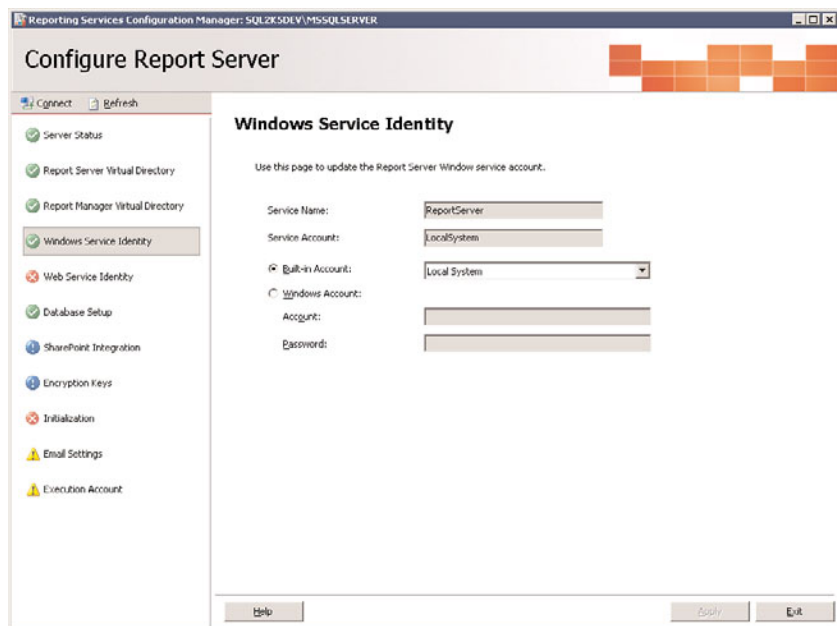 Reporting Services Configuration Manager: SQL2K5DEV\MSSQLSERVER
Configure Report Server
Connect Refresh
Server Status
Report Server Virtual Directory
Report Manager Virtual Directory
Windows Service Identity
Web Service Identity
Database Setup
SharePoint Integration
Encryption Keys
Initialization
Email Settings
Execution Account
Windows Service Identity
Use this page to update the Report Server Window service account.
Service Name: ReportServer
Service Account: LocalSystem
Built-in Account: Local System
Windows Account:
Account:
Password:
Help Apply Exit